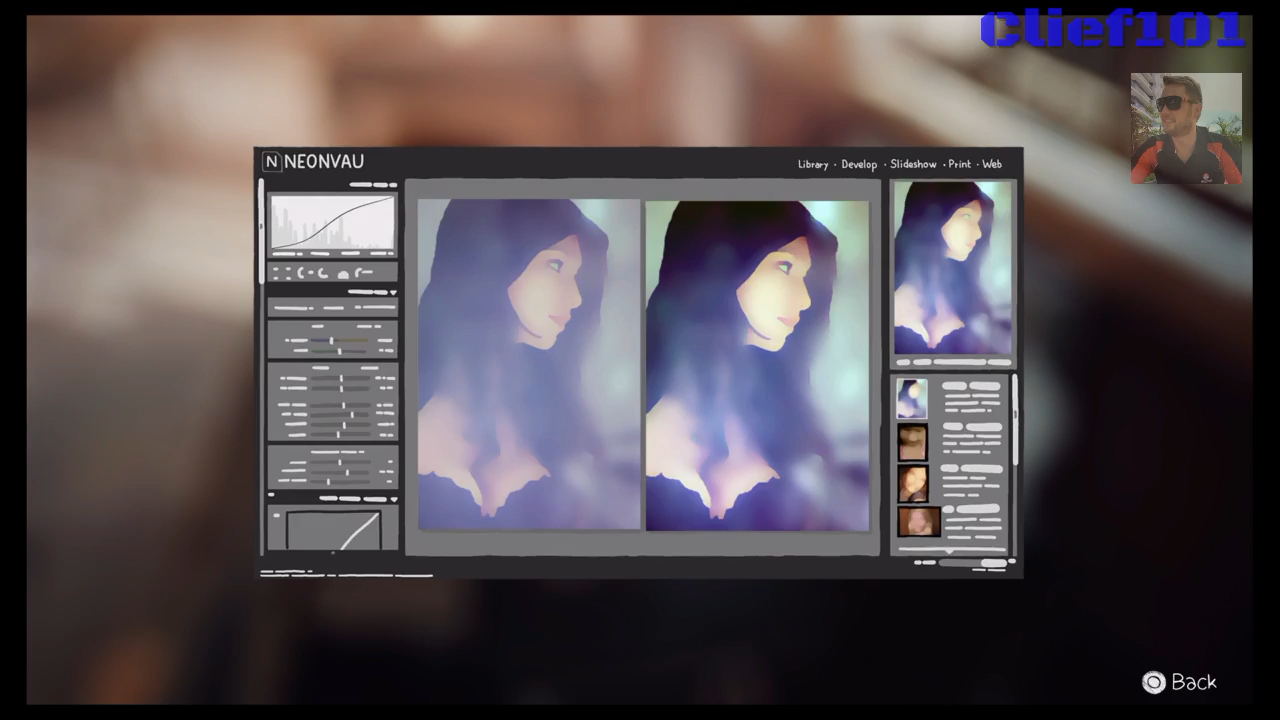 Clief101
N NEONVAU
Library · Develop · Slideshow · Print · Web
Back